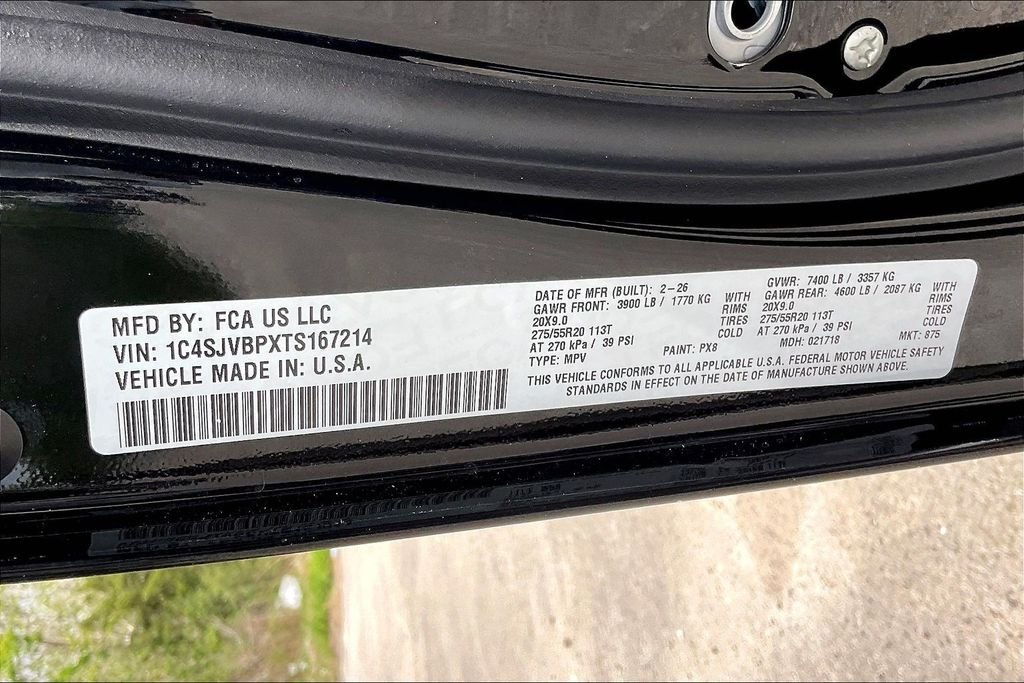 MFD BY: FCA US LLC
VIN: 1C4SJVBPXTS167214
VEHICLE MADE IN: U.S.A.
DATE OF MFR (BUILT): 2-26
GVWR: 7400 LB / 3357 KG
GAWR FRONT: 3900 LB / 1770 KG WITH
20X9.0 RIMS
275/55R20 113T TIRES
AT 270 kPa / 39 PSI COLD
GAWR REAR: 4600 LB / 2087 KG WITH
20X9.0 RIMS
275/55R20 113T TIRES
AT 270 kPa / 39 PSI COLD
TYPE: MPV PAINT: PX8 MDH: 021718 MKT: 875
THIS VEHICLE CONFORMS TO ALL APPLICABLE U.S.A. FEDERAL MOTOR VEHICLE SAFETY
STANDARDS IN EFFECT ON THE DATE OF MANUFACTURE SHOWN ABOVE.